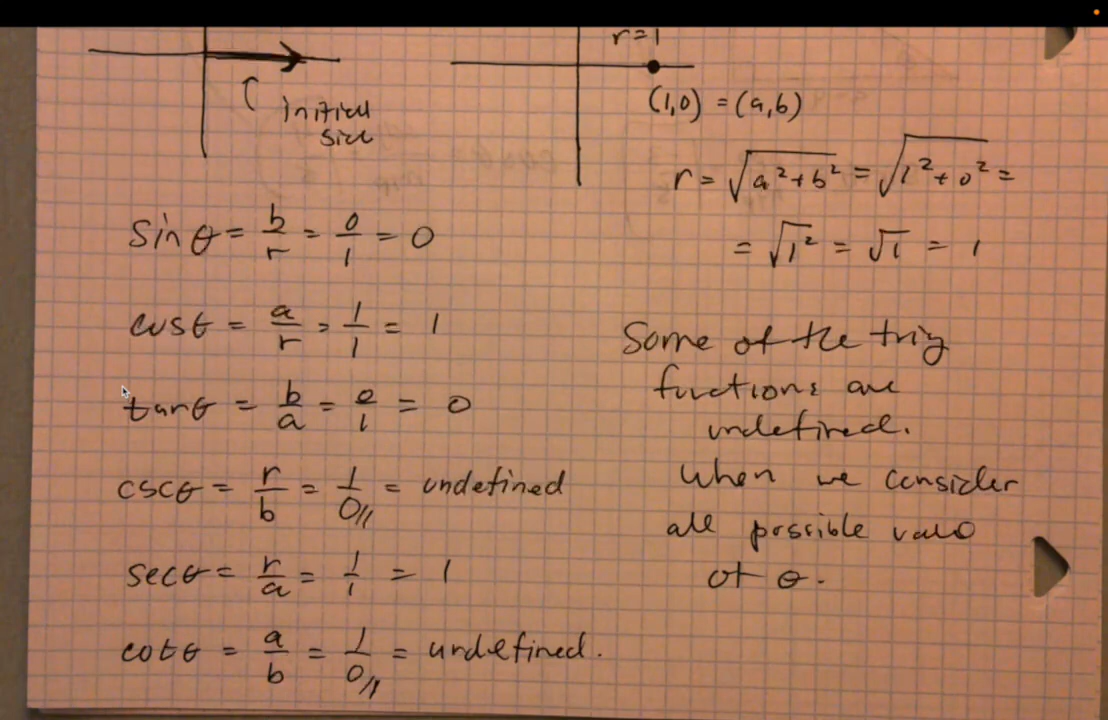 r=1
initial
side
(1,0) = (a,b)
r = √a²+b² = √1²+0² =
= √1² = √1 = 1
sin θ = b/r = 0/1 = 0
cos θ = a/r = 1/1 = 1
tan θ = b/a = 0/1 = 0
csc θ = r/b = 1/0 = undefined
sec θ = r/a = 1/1 = 1
cot θ = a/b = 1/0 = undefined.
Some of the trig
functions are
undefined.
When we consider
all possible value
of θ.